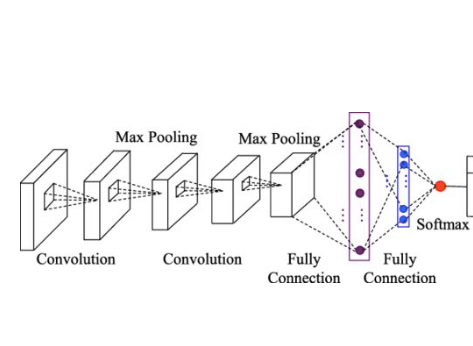 Max Pooling
Max Pooling
Softmax
Convolution
Convolution
Fully
Connection
Fully
Connection